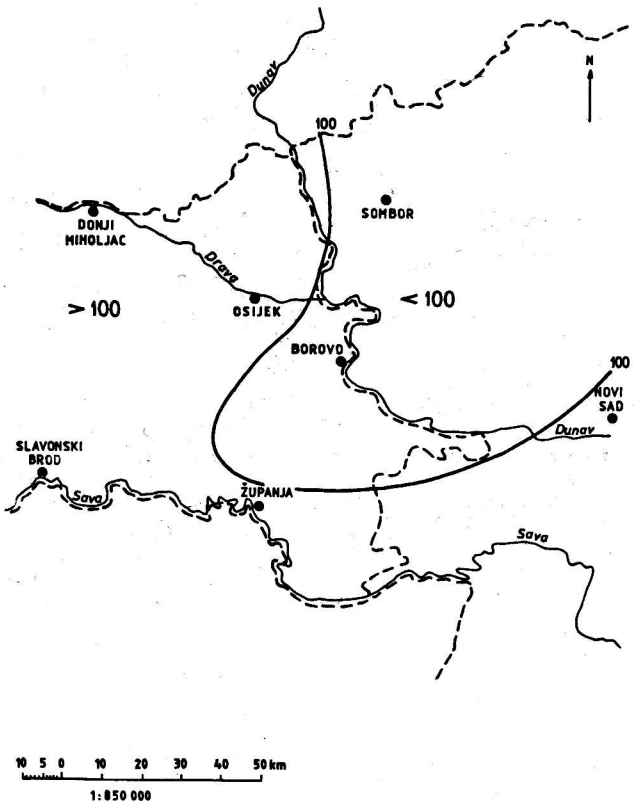 Dunav
N
100
SOMBOR
DONJI
MIHOLJAC
Drava
OSIJEK
> 100
< 100
BOROVO
100
NOVI
SAD
Dunav
SLAVONSKI
BROD
Sava
ŽUPANJA
Sava
10 5 0 10 20 30 40 50 km
1:850 000